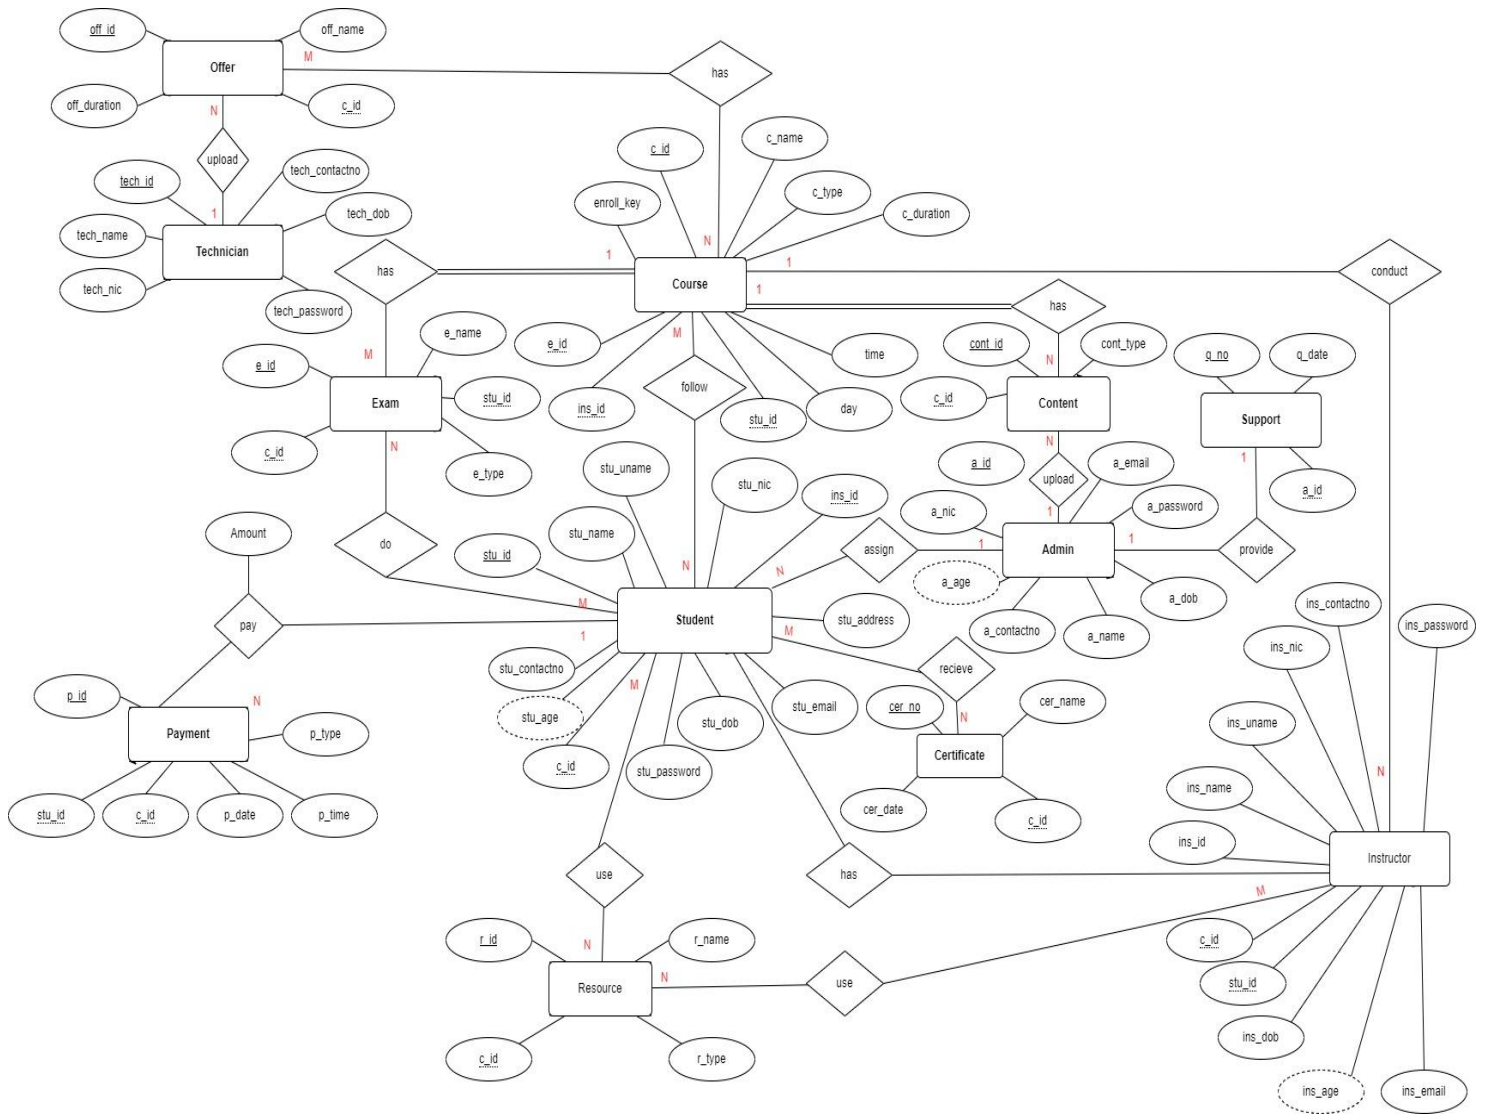 off_id
off_name
M
Offer
has
off_duration
c_id
N
upload
c_id
c_name
tech_id
tech_contactno
c_type
enroll_key
tech_dob
c_duration
1
tech_name
N
1
Technician
has
1
conduct
Course
1
tech_nic
has
tech_password
e_name
e_id
M
time
cont_id
cont_type
q_no
q_date
M
N
e_id
follow
c_id
Content
Exam
stu_id
ins_id
day
stu_id
Support
N
N
c_id
1
e_type
stu_uname
stu_nic
a_id
a_email
upload
ins_id
a_id
a_password
a_nic
1
Amount
stu_name
do
stu_id
assign
1
Admin
1
provide
N
N
a_age
a_dob
M
ins_contactno
pay
1
Student
M
stu_address
a_contactno
a_name
ins_password
ins_nic
stu_contactno
recieve
M
p_id
N
stu_age
stu_email
cer_no
cer_name
stu_dob
N
ins_uname
Payment
p_type
Certificate
c_id
stu_password
N
ins_name
cer_date
stu_id
c_id
p_date
p_time
c_id
ins_id
Instructor
use
has
M
r_id
r_name
N
c_id
N
Resource
use
stu_id
ins_dob
c_id
r_type
ins_age
ins_email